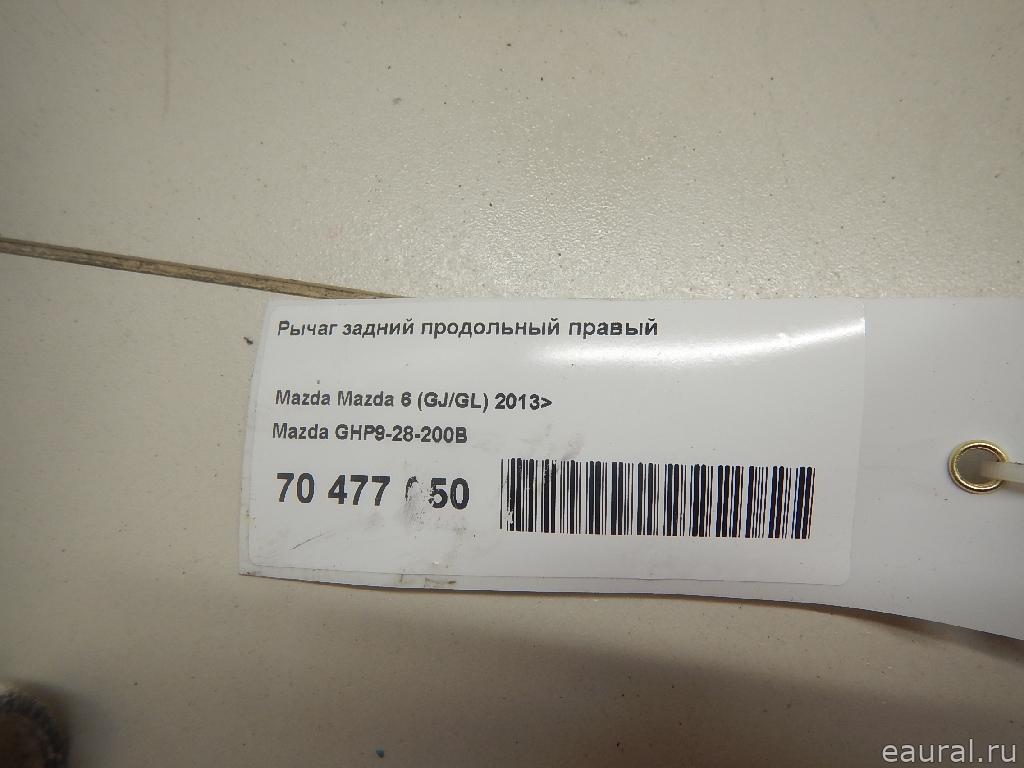 Рычаг задний продольный правый
Mazda Mazda 6 (GJ/GL) 2013>
Mazda GHP9-28-200B
70 477
eaural.ru